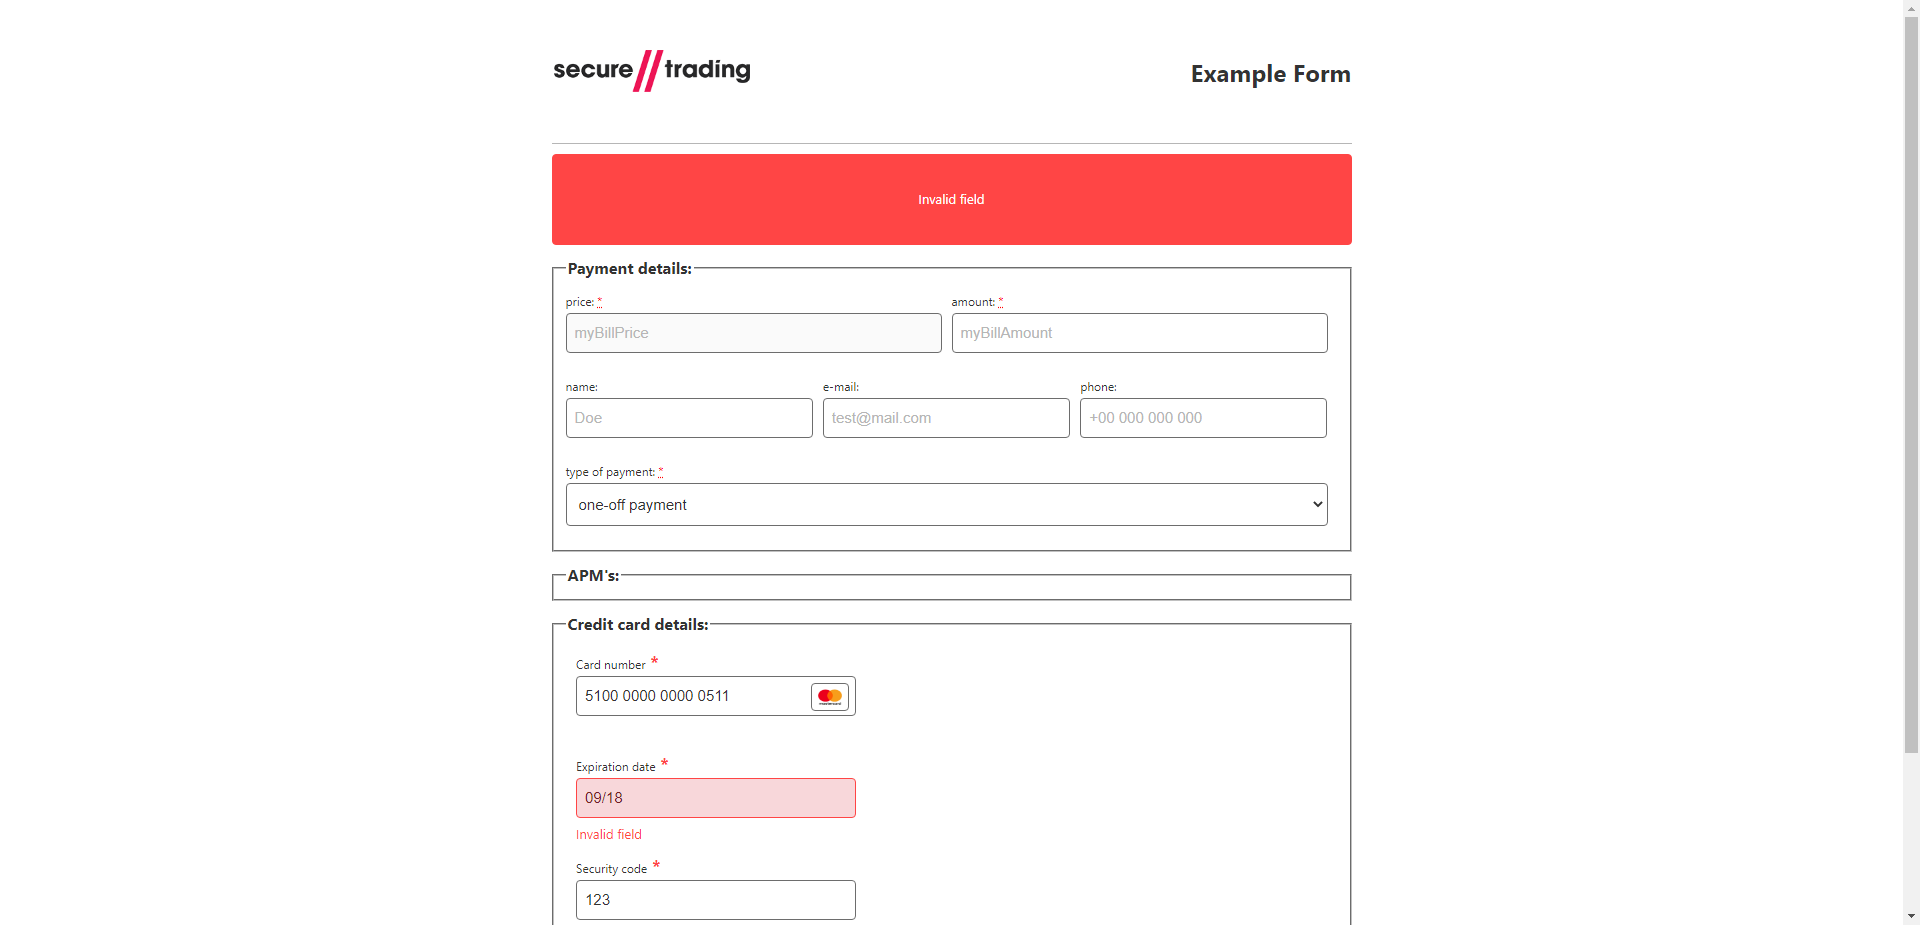 secure//trading
Example Form
Invalid field
Payment details:
price: *
amount: *
myBillPrice
myBillAmount
name:
e-mail:
phone:
Doe
test@mail.com
+00 000 000 000
type of payment: *
one-off payment
APM's:
Credit card details:
Card number *
5100 0000 0000 0511
mastercard
Expiration date *
09/18
Invalid field
Security code *
123